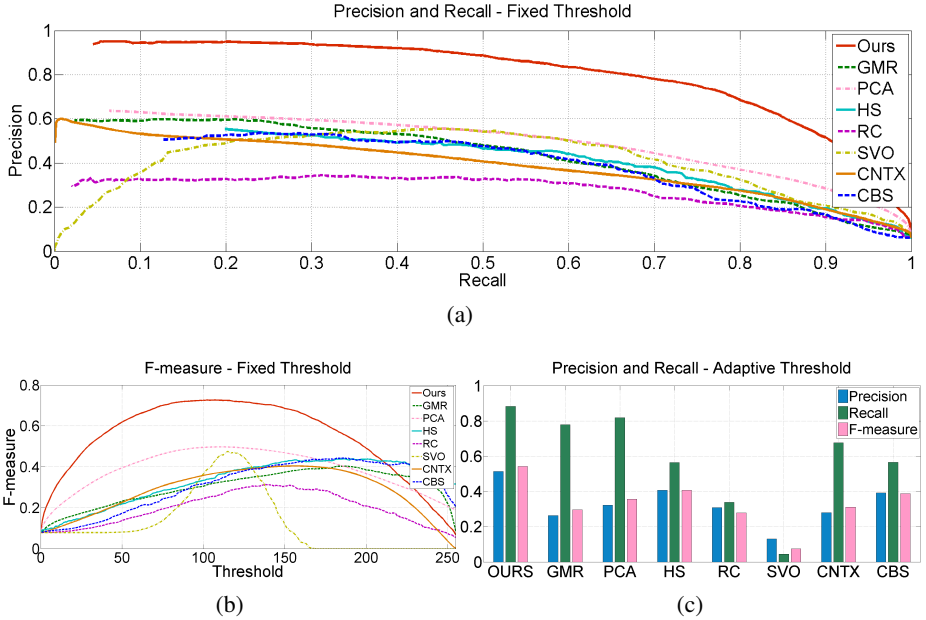 Precision and Recall - Fixed Threshold
Precision
1
0.8
0.6
0.4
0.2
0
Ours
GMR
PCA
HS
RC
SVO
CNTX
CBS
0 0.1 0.2 0.3 0.4 0.5 0.6 0.7 0.8 0.9 1
Recall
(a)
F-measure - Fixed Threshold
F-measure
0.8
0.6
0.4
0.2
0
Ours
GMR
PCA
HS
RC
SVO
CNTX
CBS
0 50 100 150 200 250
Threshold
(b)
Precision and Recall - Adaptive Threshold
1
0.8
0.6
0.4
0.2
0
Precision
Recall
F-measure
OURS GMR PCA HS RC SVO CNTX CBS
(c)